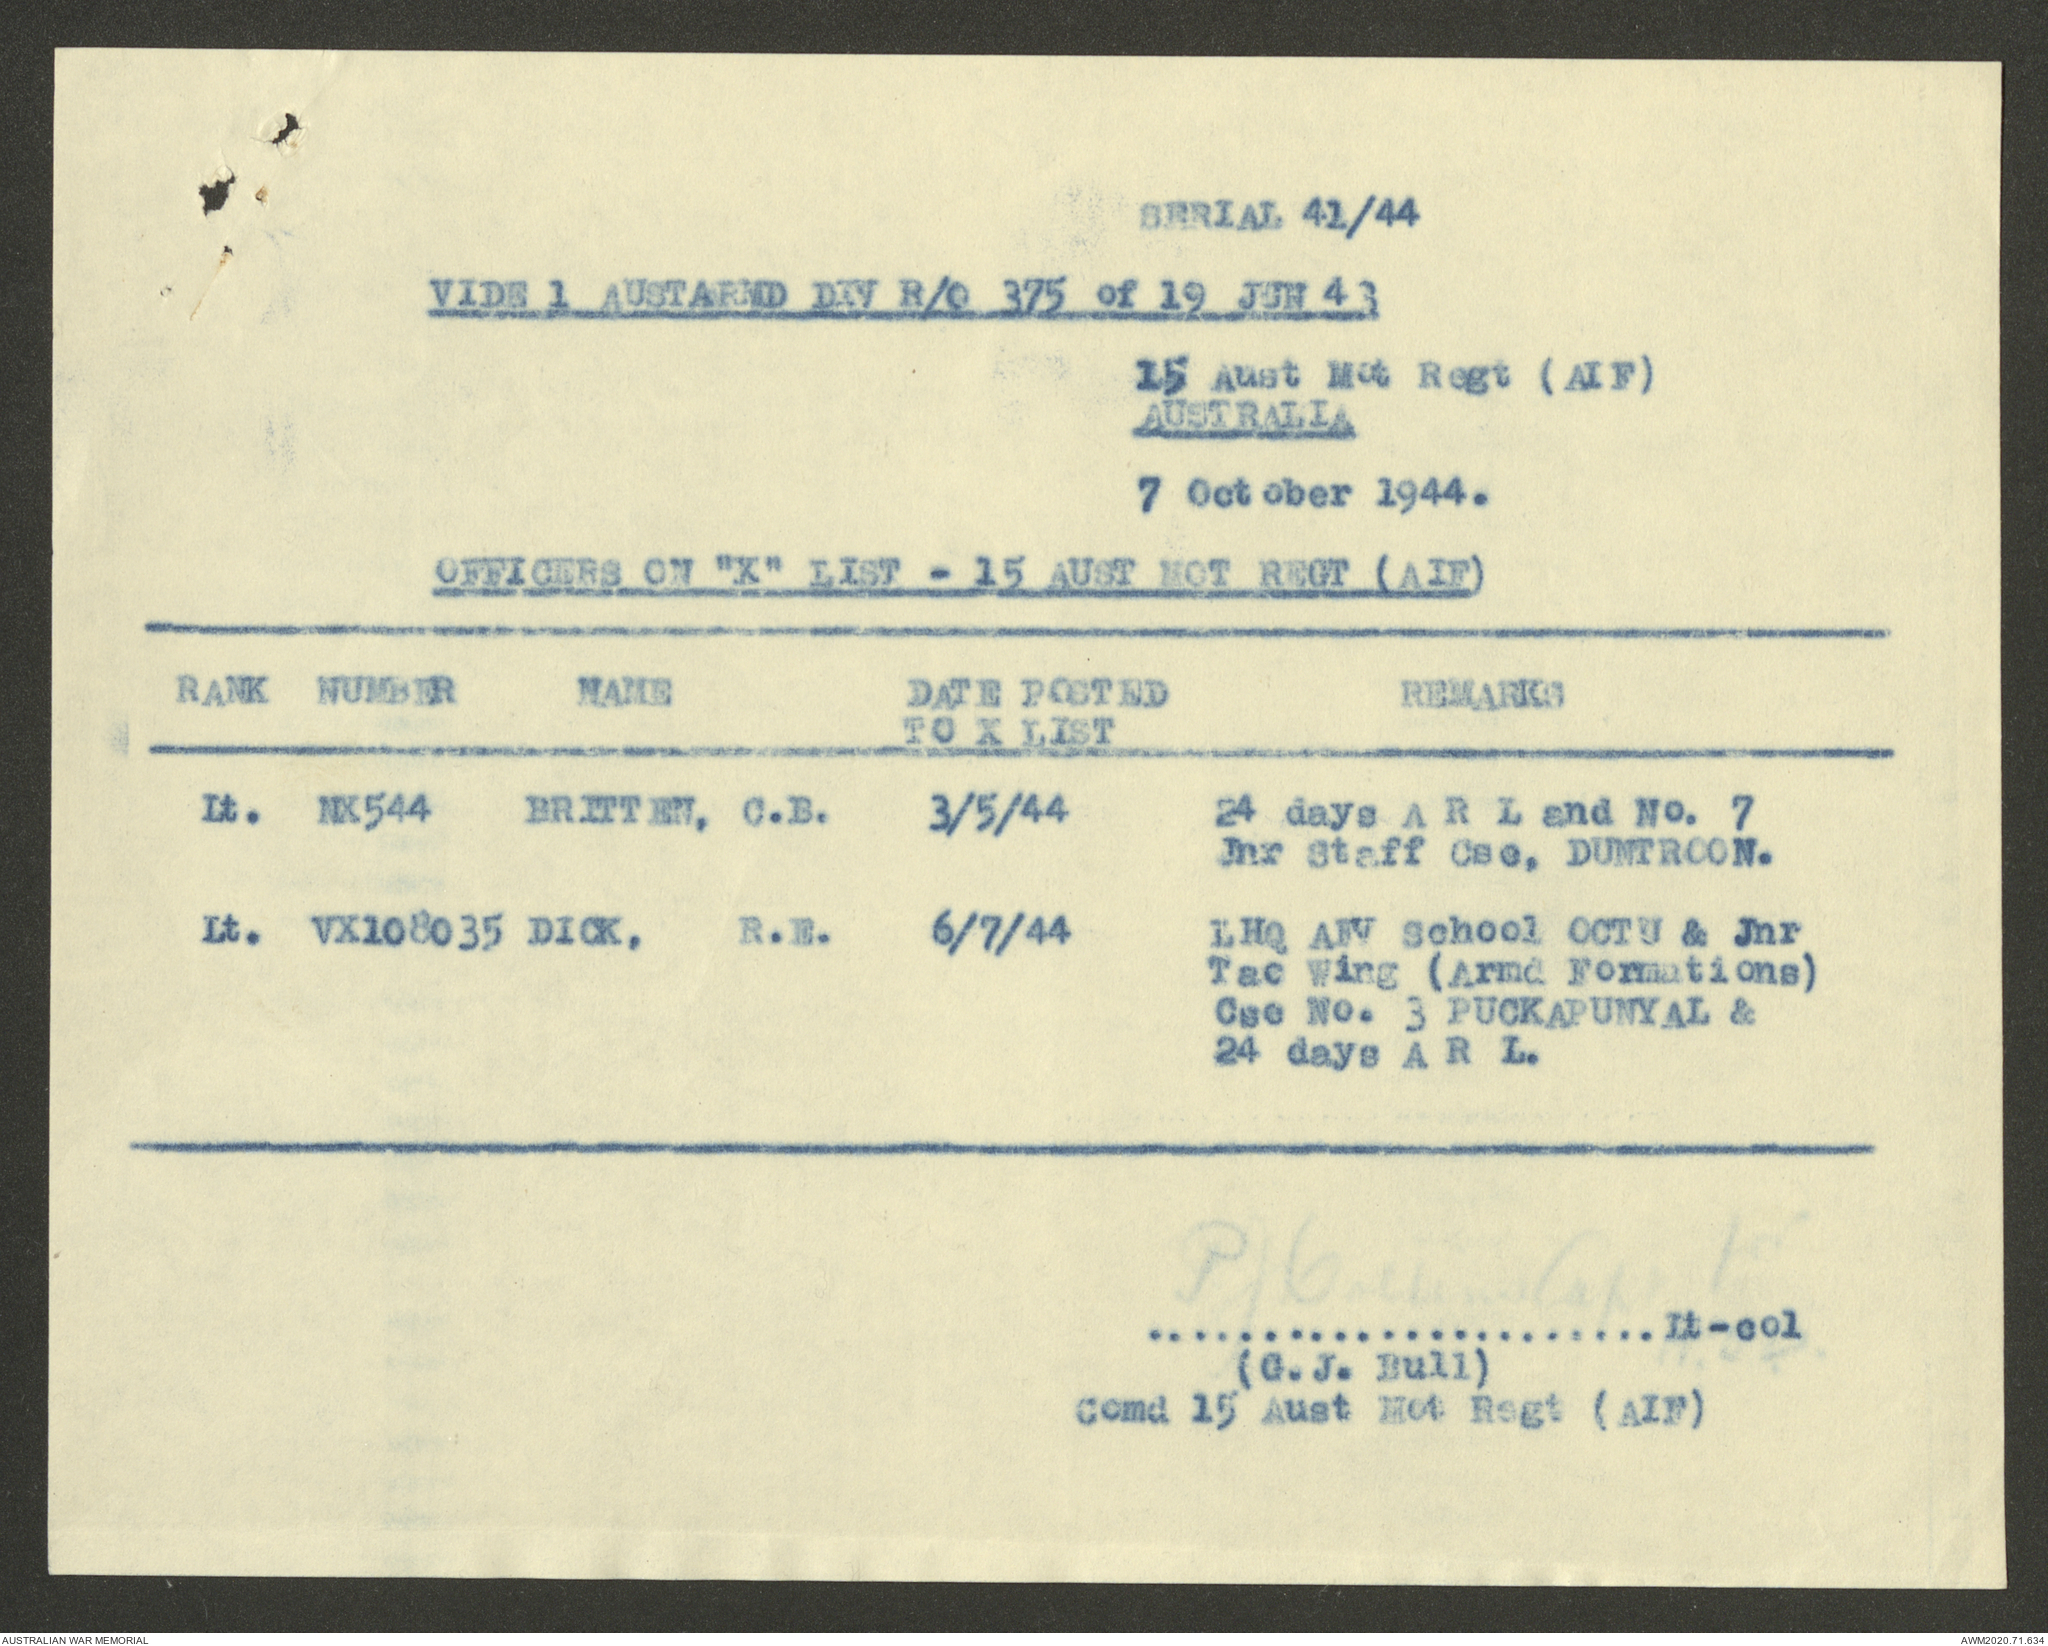 SERIAL 41/44
VIDE 1 AUSTARMD DIV R/O 375 of 19 JUN 43
15 Aust Mot Regt (AIF)
AUSTRALIA
7 October 1944.
OFFICERS ON "X" LIST - 15 AUST MOT REGT (AIF)
RANK NUMBER NAME DATE POSTED REMARKS
TO X LIST
Lt. NX544 BRITTEN, C.B. 3/5/44 24 days A R L and No. 7
Jnr Staff Cse, DUNTROON.
Lt. VX108035 DICK, R.E. 6/7/44 LHQ AFV School OCTU & Jnr
Tac Wing (Armd Formations)
Cse No. 3 PUCKAPUNYAL &
24 days A R L.
Capt
.......................Lt-col
(G.J. Bull)
Comd 15 Aust Mot Regt (AIF)
AUSTRALIAN WAR MEMORIAL
AWM2020.71.634